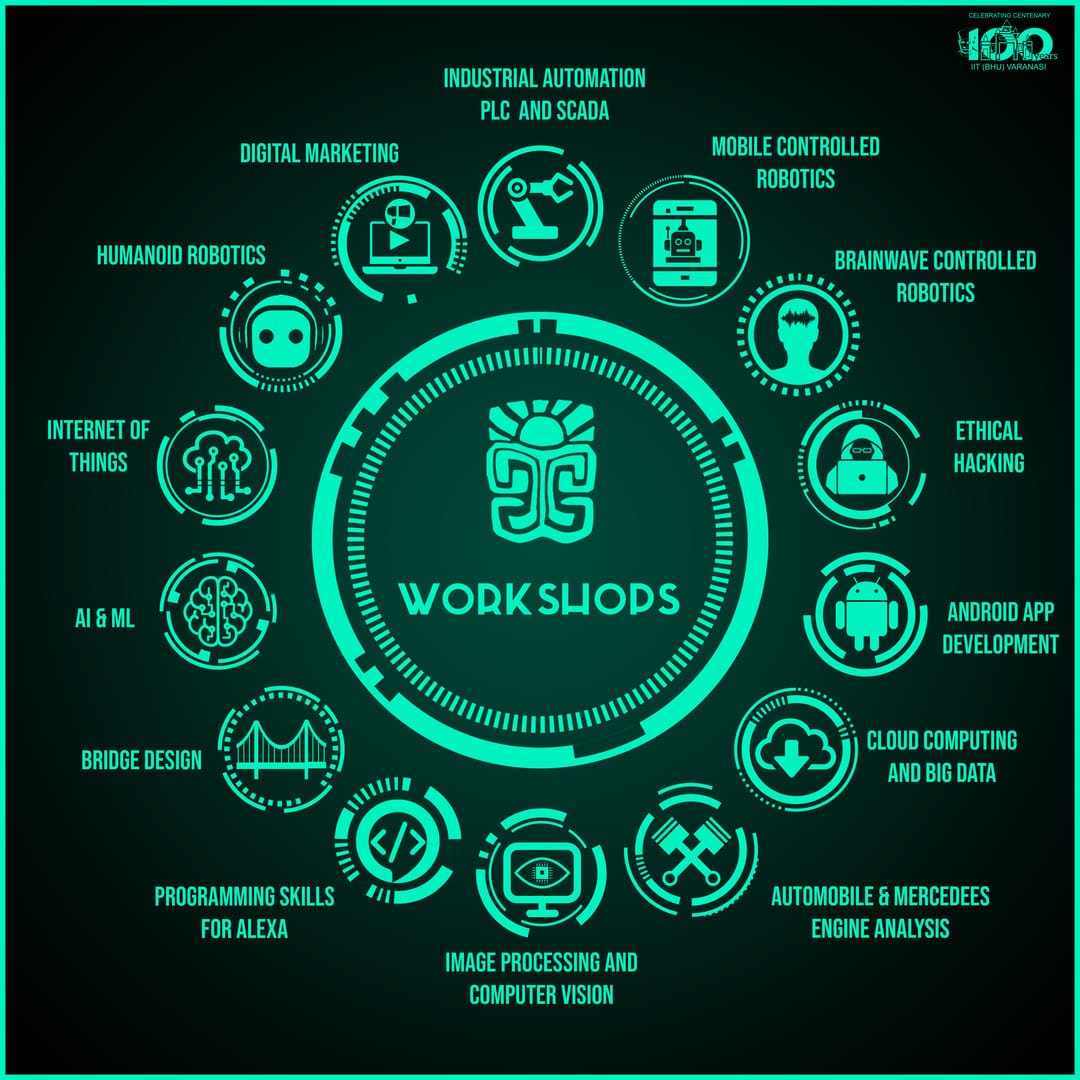 CELEBRATING CENTENARY
100 years
IIT (BHU) VARANASI
INDUSTRIAL AUTOMATION
PLC AND SCADA
MOBILE CONTROLLED
ROBOTICS
BRAINWAVE CONTROLLED
ROBOTICS
ETHICAL
HACKING
ANDROID APP
DEVELOPMENT
CLOUD COMPUTING
AND BIG DATA
AUTOMOBILE & MERCEDEES
ENGINE ANALYSIS
IMAGE PROCESSING AND
COMPUTER VISION
PROGRAMMING SKILLS
FOR ALEXA
BRIDGE DESIGN
AI & ML
INTERNET OF
THINGS
HUMANOID ROBOTICS
DIGITAL MARKETING
WORKSHOPS